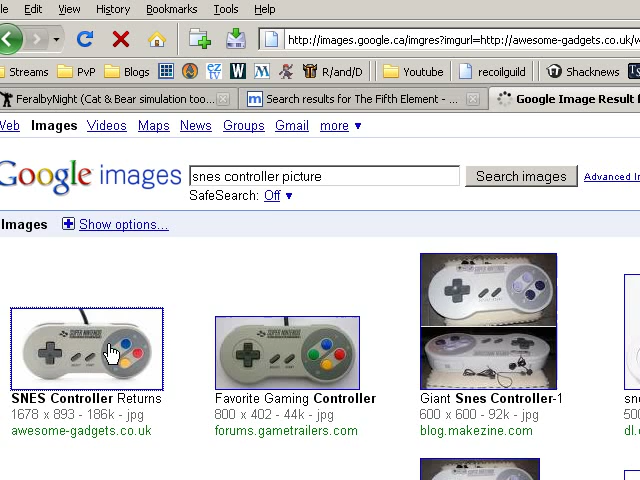 le Edit View History Bookmarks Tools Help
http://images.google.ca/imgres?imgurl=http://awesome-gadgets.co.uk/w
Streams PvP Blogs R/and/D Youtube recoilguild Shacknews
FeralbyNight (Cat & Bear simulation too... Search results for The Fifth Element - ... Google Image Result f
Web Images Videos Maps News Groups Gmail more ▼
Google images snes controller picture Search images Advanced Im
SafeSearch: Off ▼
Images Show options...
SNES Controller Returns
1678 x 893 - 186k - jpg
awesome-gadgets.co.uk
Favorite Gaming Controller
800 x 402 - 44k - jpg
forums.gametrailers.com
Giant Snes Controller-1
600 x 600 - 92k - jpg
blog.makezine.com
sne
500
dl.